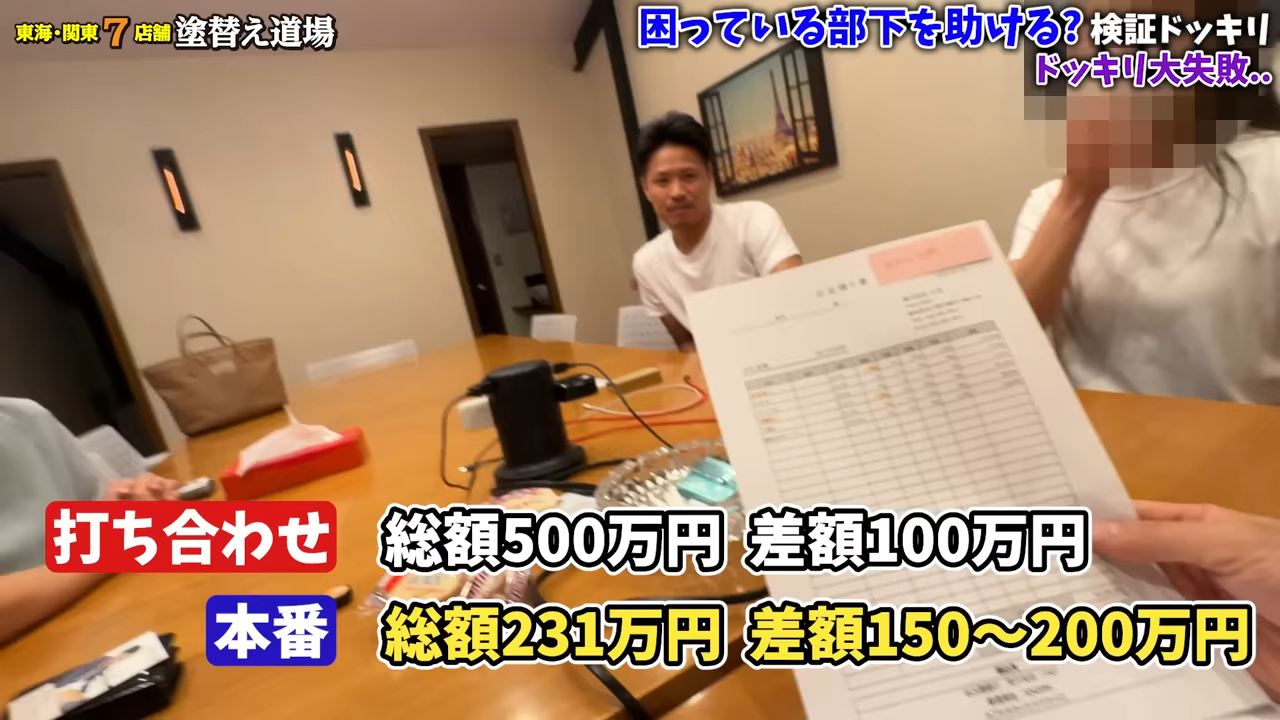 東海・関東7店舗 塗替え道場
困っている部下を助ける? 検証ドッキリ
ドッキリ大失敗..
打ち合わせ 総額500万円 差額100万円
本番 総額231万円 差額150〜200万円